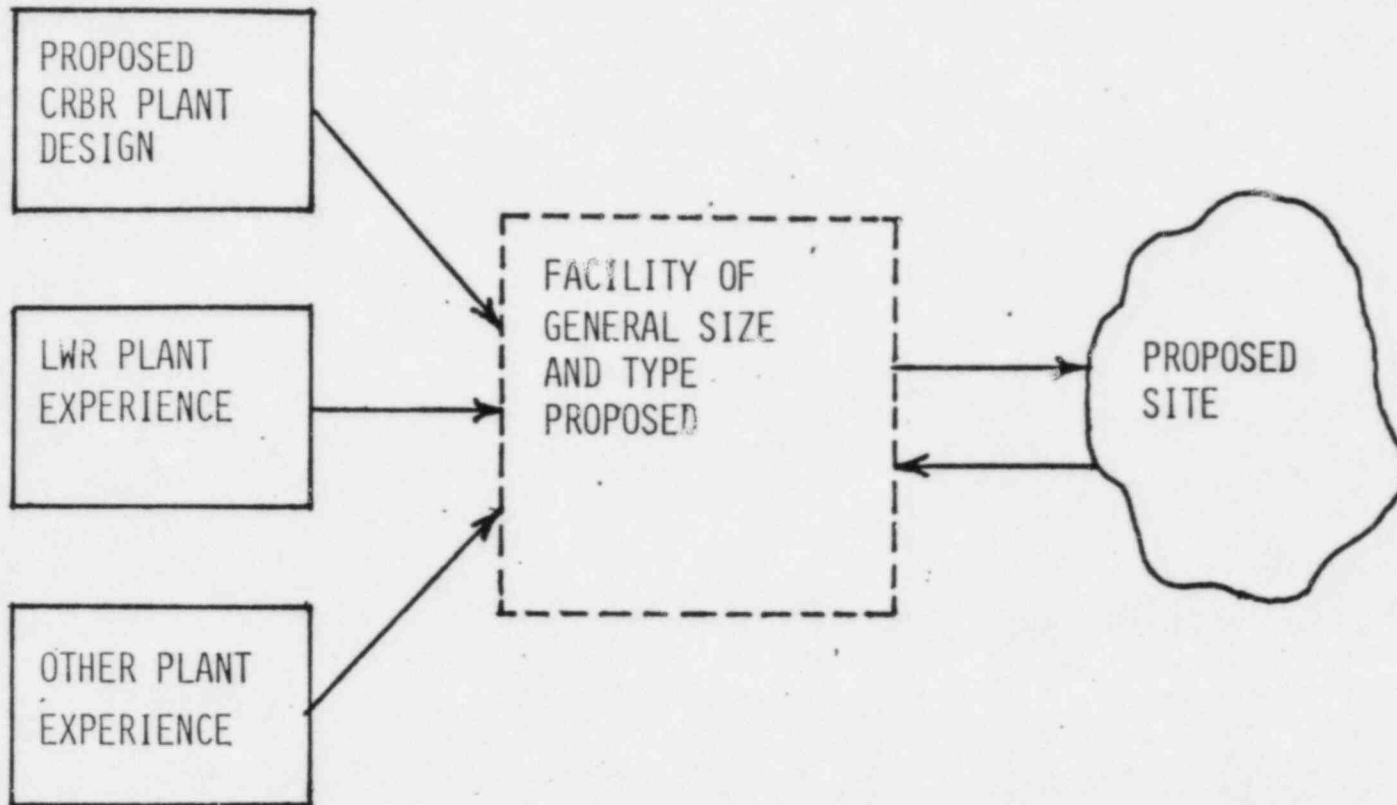 PROPOSED
CRBR PLANT
DESIGN
LWR PLANT
EXPERIENCE
OTHER PLANT
EXPERIENCE
FACILITY OF
GENERAL SIZE
AND TYPE
PROPOSED
PROPOSED
SITE